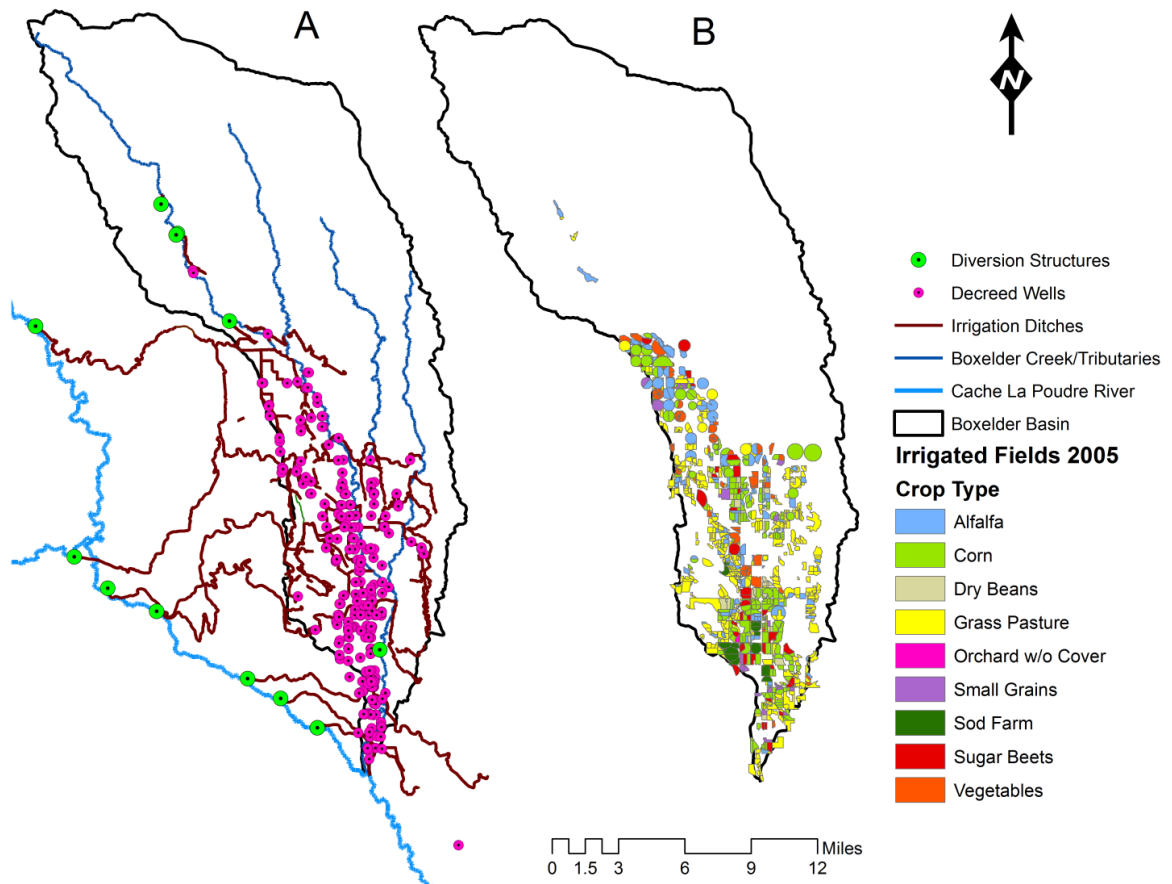 A
B
N
Diversion Structures
Decreed Wells
Irrigation Ditches
Boxelder Creek/Tributaries
Cache La Poudre River
Boxelder Basin
Irrigated Fields 2005
Crop Type
Alfalfa
Corn
Dry Beans
Grass Pasture
Orchard w/o Cover
Small Grains
Sod Farm
Sugar Beets
Vegetables
Miles
0 1.5 3 6 9 12